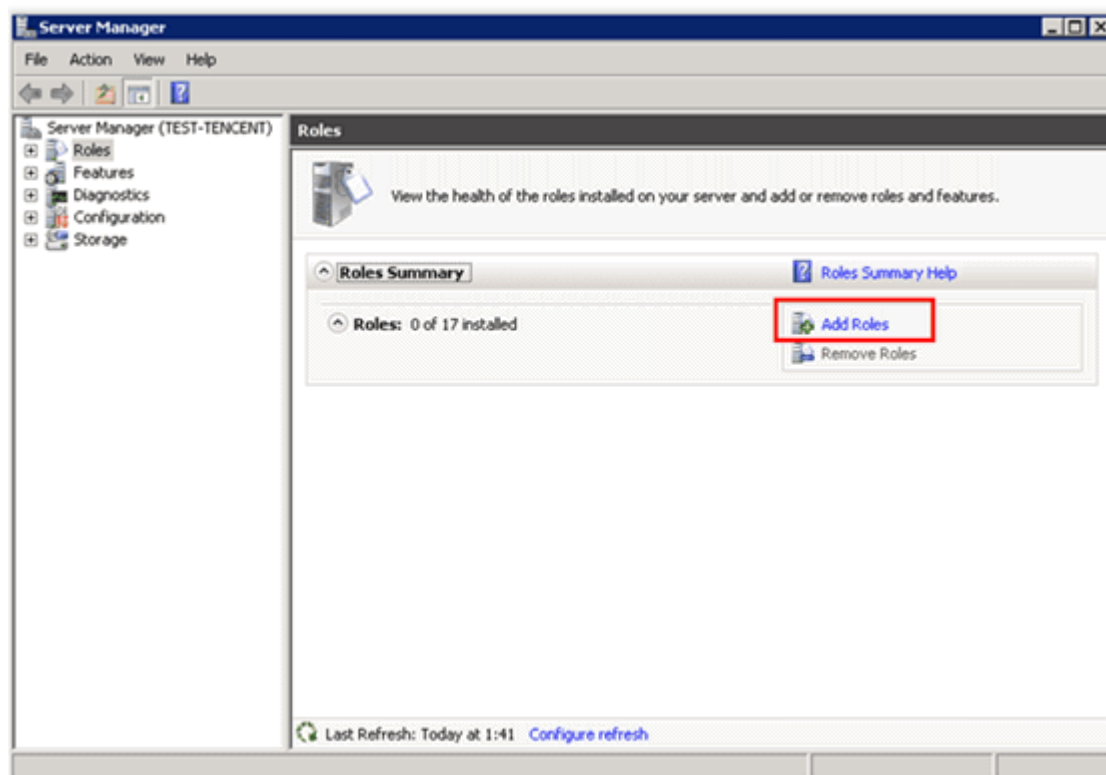 Server Manager
File Action View Help
Server Manager (TEST-TENCENT)
Roles
Features
Diagnostics
Configuration
Storage
Roles
View the health of the roles installed on your server and add or remove roles and features.
Roles Summary
Roles Summary Help
Roles: 0 of 17 installed
Add Roles
Remove Roles
Last Refresh: Today at 1:41 Configure refresh